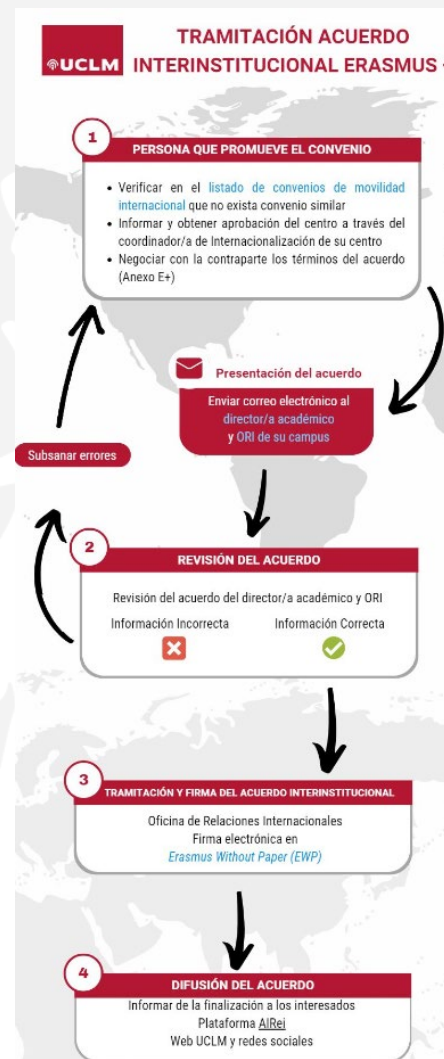 UCLM
TRAMITACIÓN ACUERDO
INTERINSTITUCIONAL ERASMUS +
1
PERSONA QUE PROMUEVE EL CONVENIO
• Verificar en el listado de convenios de movilidad
internacional que no exista convenio similar
• Informar y obtener aprobación del centro a través del
coordinador/a de Internacionalización de su centro
• Negociar con la contraparte los términos del acuerdo
(Anexo E+)
Presentación del acuerdo
Enviar correo electrónico al
director/a académico
y ORI de su campus
Subsanar errores
2
REVISIÓN DEL ACUERDO
Revisión del acuerdo del director/a académico y ORI
Información Incorrecta Información Correcta
3
TRAMITACIÓN Y FIRMA DEL ACUERDO INTERINSTITUCIONAL
Oficina de Relaciones Internacionales
Firma electrónica en
Erasmus Without Paper (EWP)
4
DIFUSIÓN DEL ACUERDO
Informar de la finalización a los interesados
Plataforma AIRei
Web UCLM y redes sociales